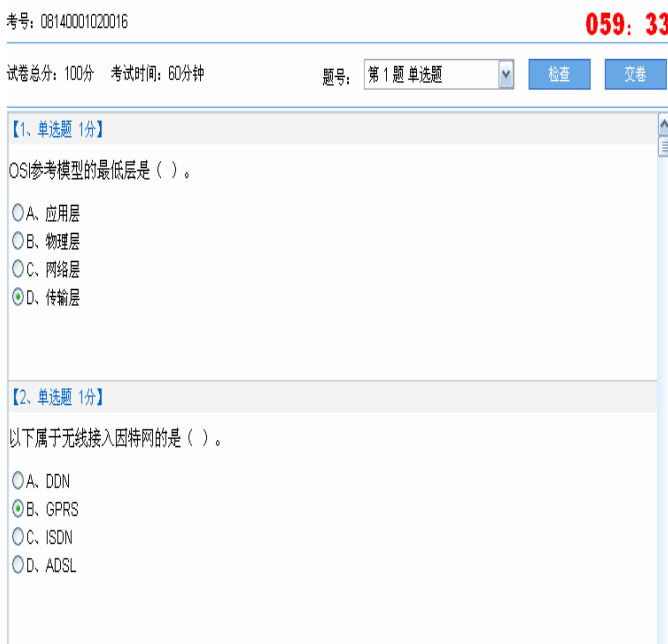 考号：08140001020016
059：33
试卷总分：100分 考试时间：60分钟
题号： 第 1 题 单选题 检查 交卷
【1、单选题 1分】
OSI参考模型的最低层是（ ）。
A、应用层
B、物理层
C、网络层
D、传输层
【2、单选题 1分】
以下属于无线接入因特网的是（ ）。
A、DDN
B、GPRS
C、ISDN
D、ADSL